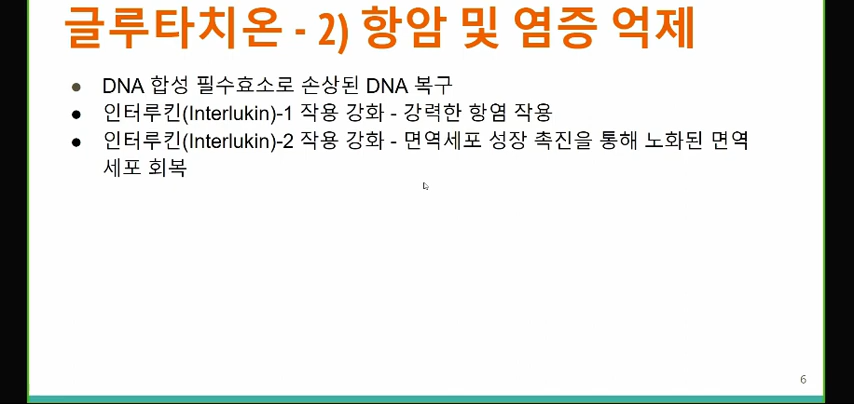 글루타치온 - 2) 항암 및 염증 억제
● DNA 합성 필수효소로 손상된 DNA 복구
● 인터루킨(Interlukin)-1 작용 강화 - 강력한 항염 작용
● 인터루킨(Interlukin)-2 작용 강화 - 면역세포 성장 촉진을 통해 노화된 면역
세포 회복
6